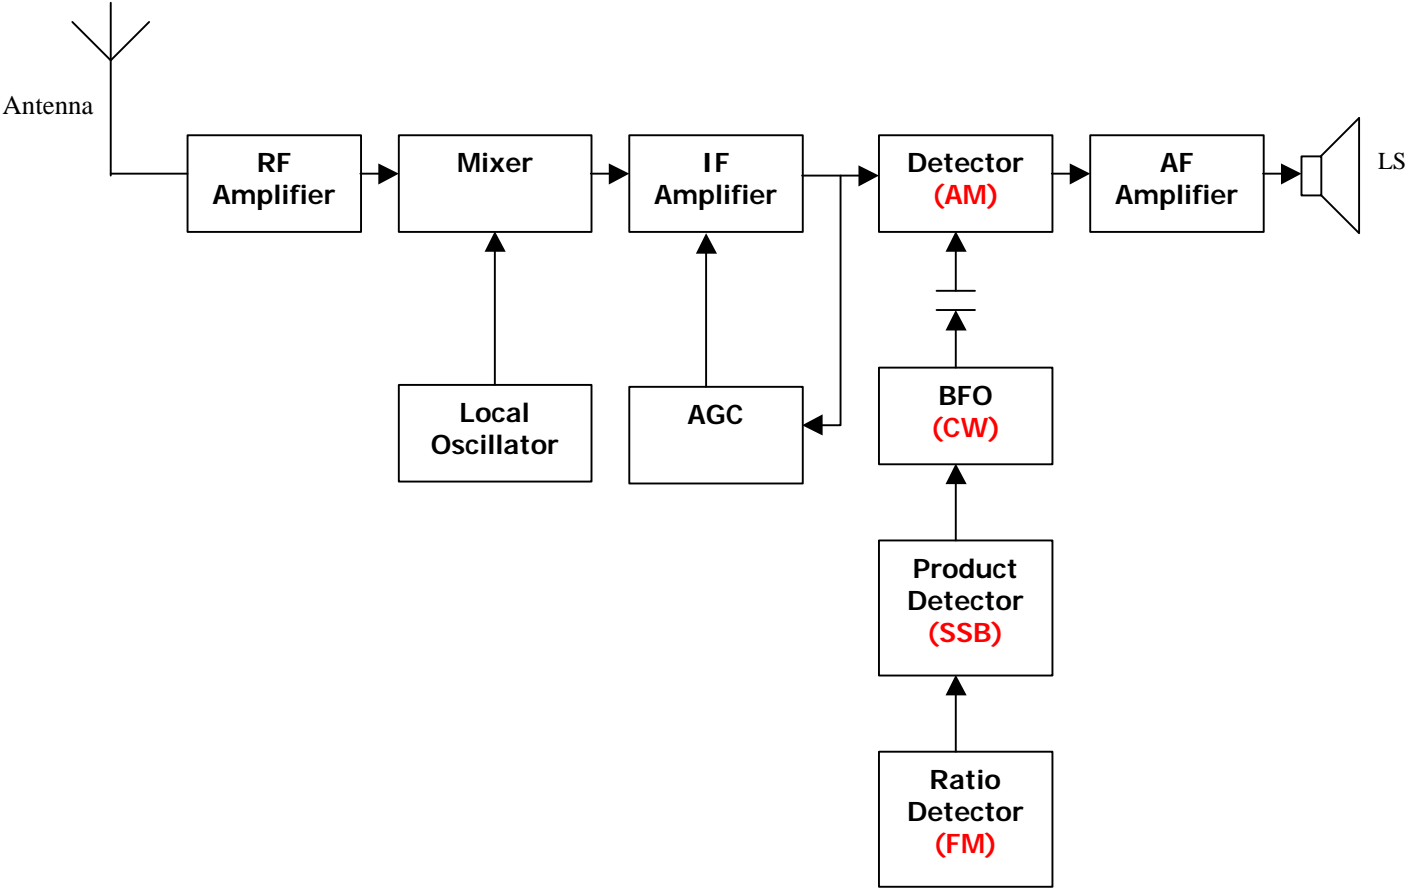 Antenna
RF
Amplifier
Mixer
IF
Amplifier
Detector
(AM)
AF
Amplifier
LS
Local
Oscillator
AGC
BFO
(CW)
Product
Detector
(SSB)
Ratio
Detector
(FM)